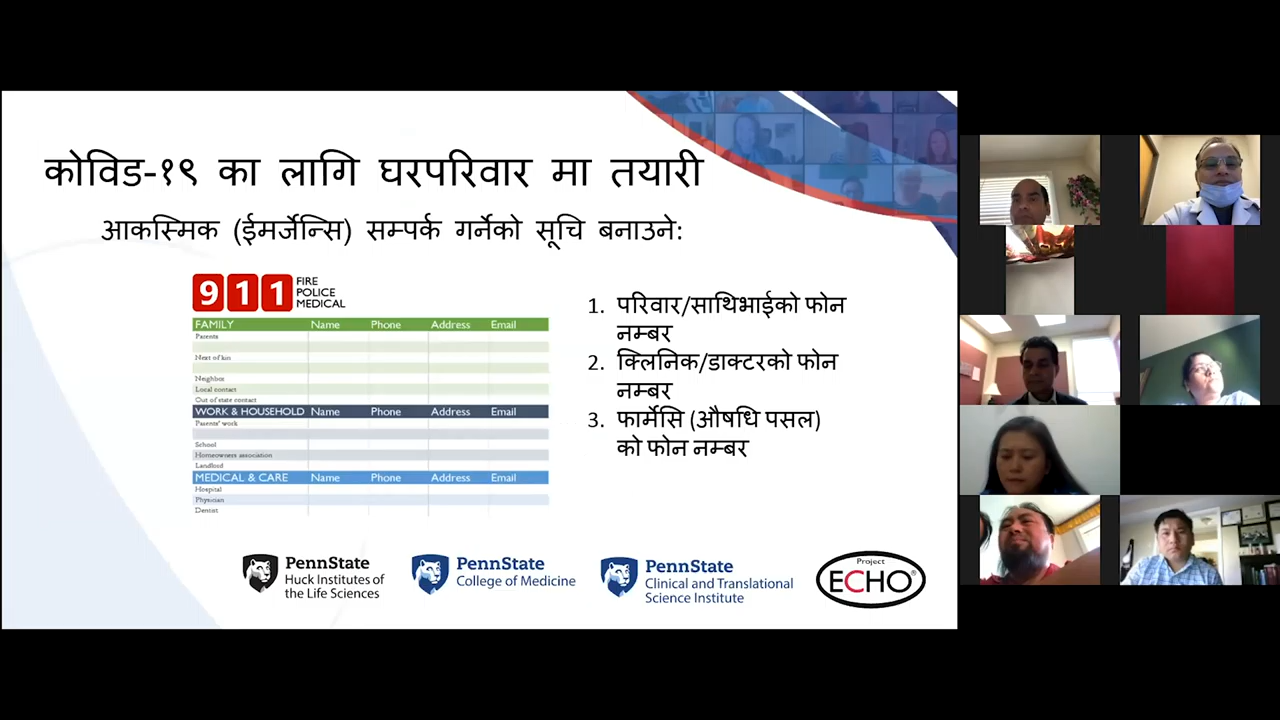 कोविड-१९ का लागि घरपरिवार मा तयारी
आकस्मिक (ईमर्जेन्सि) सम्पर्क गर्नेको सूचि बनाउने:
911
FIRE
POLICE
MEDICAL
FAMILY Name Phone Address Email
Parents
Next of kin
Neighbor
Local contact
Out of state contact
WORK & HOUSEHOLD Name Phone Address Email
Parents' work
School
Homeowners association
Landlord
MEDICAL & CARE Name Phone Address Email
Hospital
Physician
Dentist
1. परिवार/साथिभाईको फोन
नम्बर
2. क्लिनिक/डाक्टरको फोन
नम्बर
3. फार्मेसि (औषधि पसल)
को फोन नम्बर
PennState
Huck Institutes of
the Life Sciences
PennState
College of Medicine
PennState
Clinical and Translational
Science Institute
Project
ECHO®